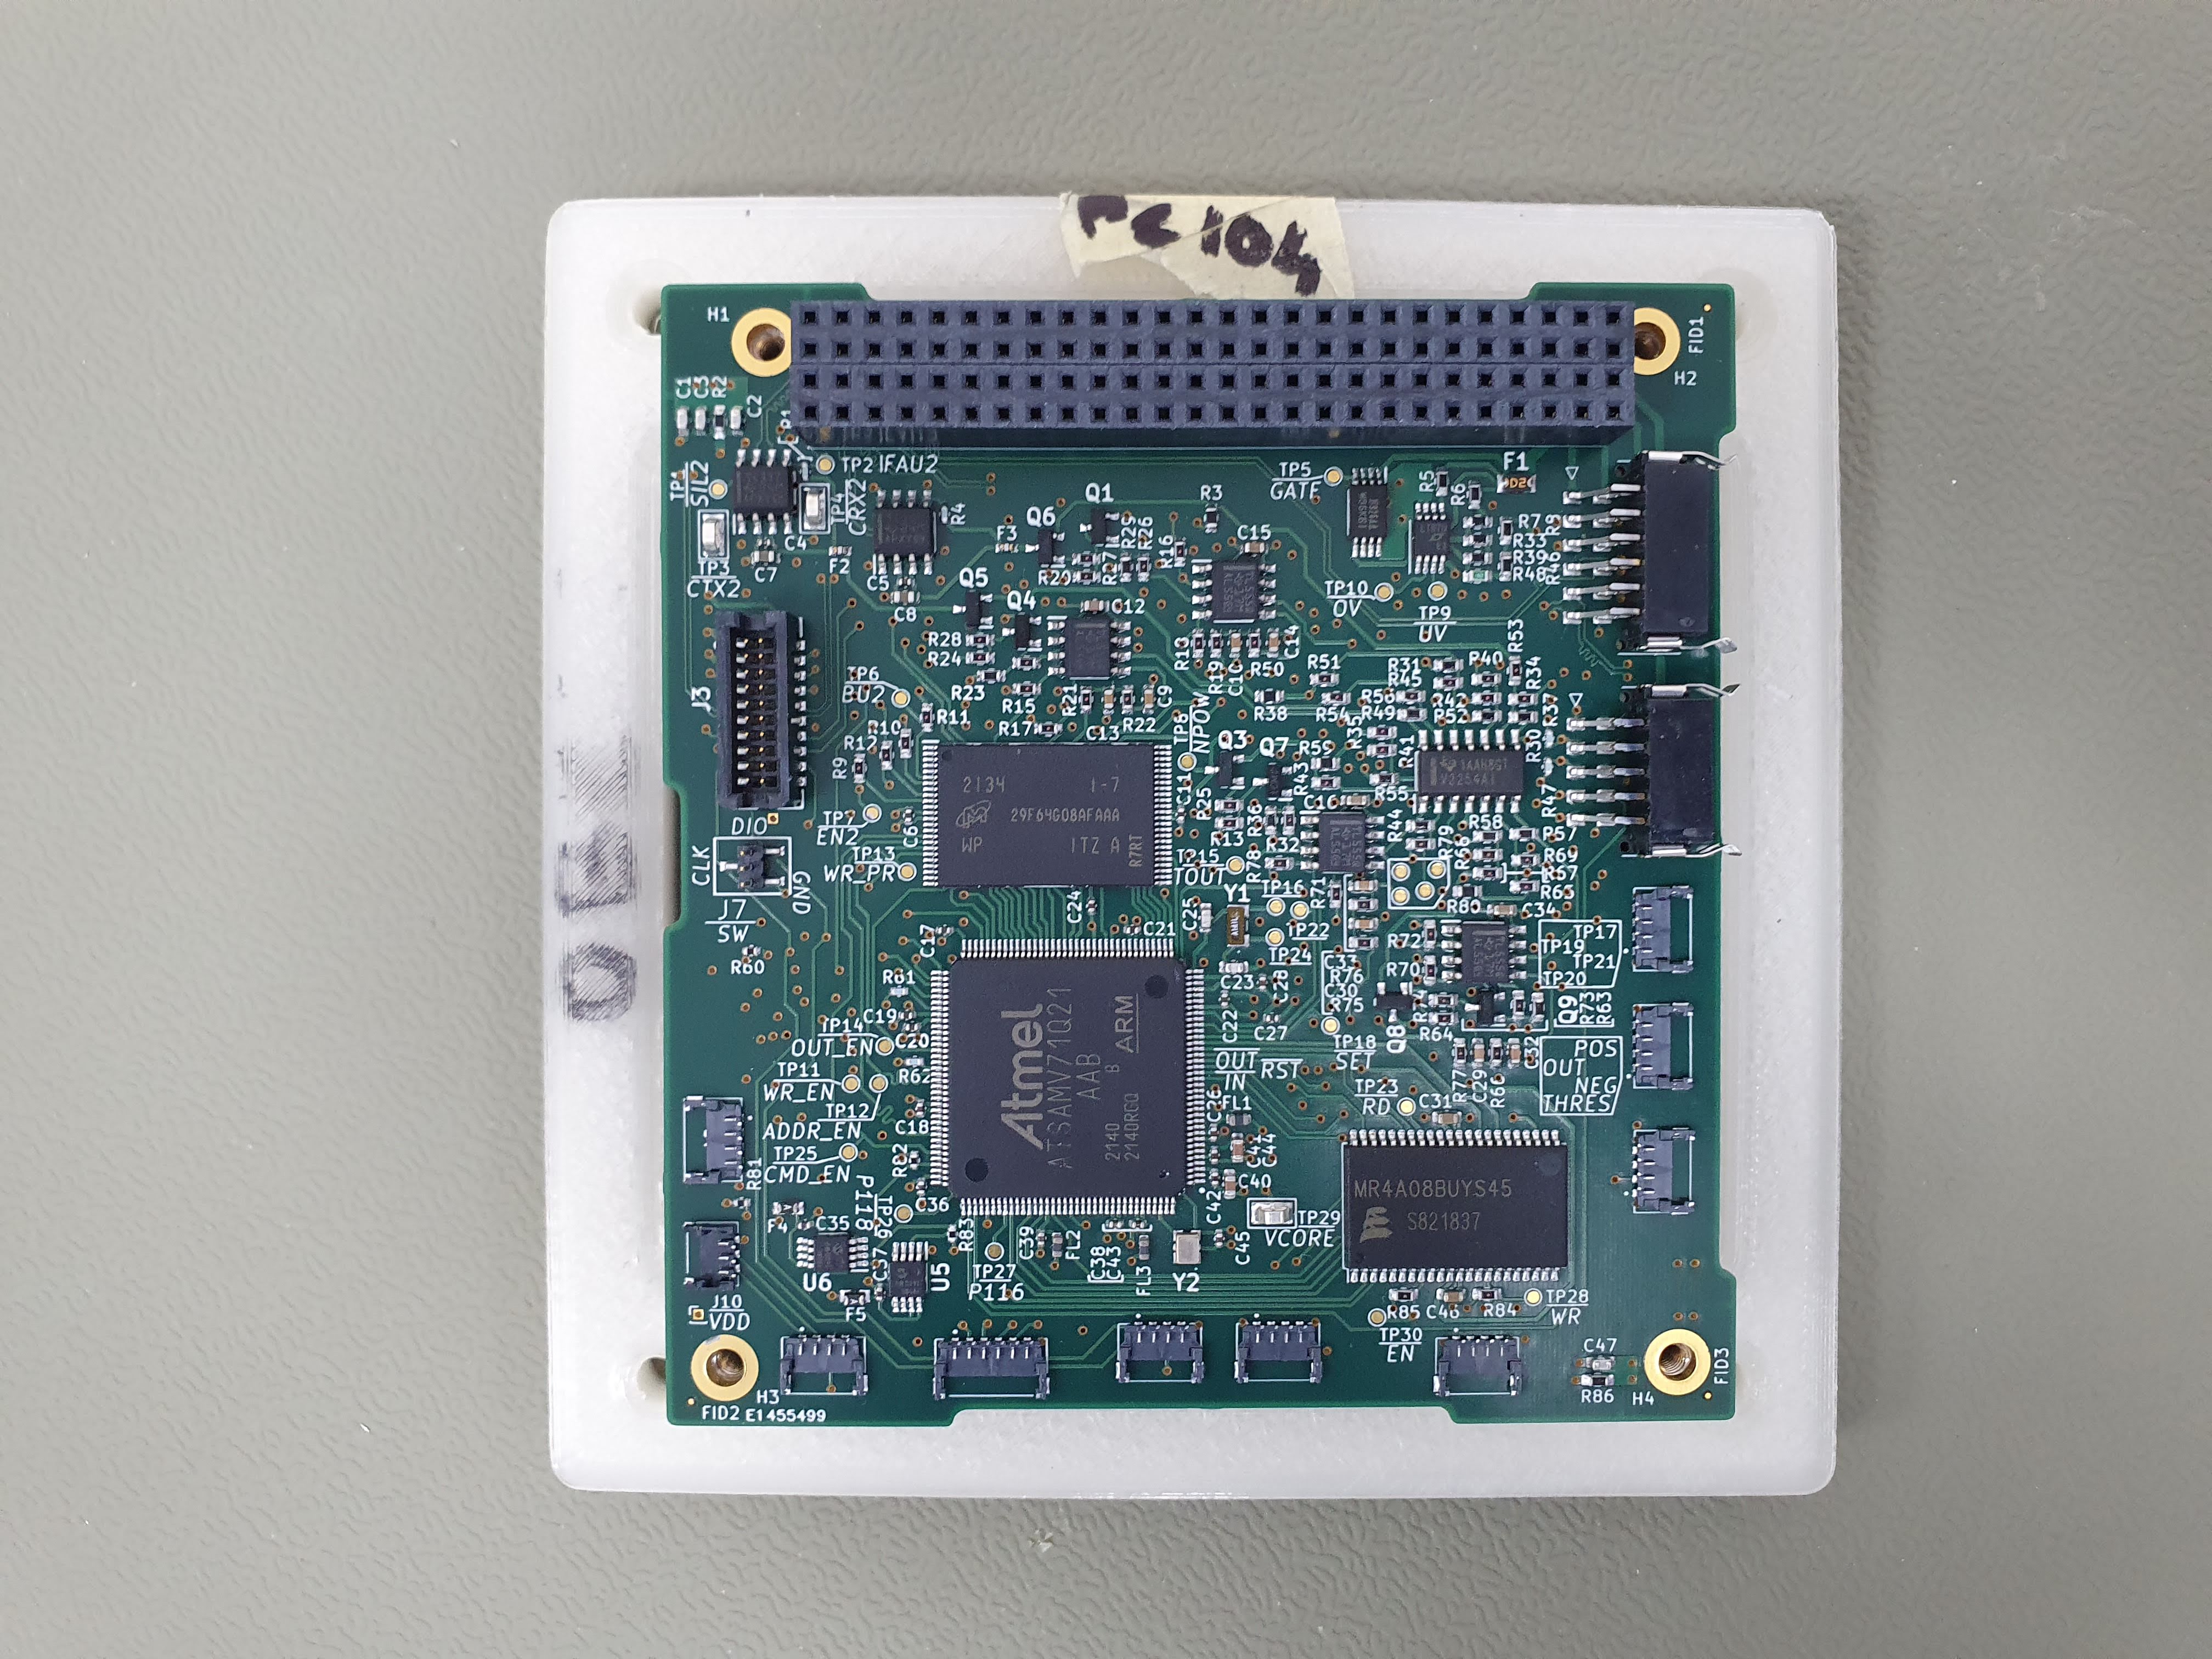 PC104
H1
FID1
H2
C1
C3
R2
C2
TP1
SIL2
TP2
IFAU2
TP4
CRX2
TP3
CTX2
C4
C7
F2
R4
C5
C8
F3
Q6
Q1
R29
R26
R27
R20
R16
R3
C15
TP5
GATE
R5
R6
F1
R7
R8
R33
R39
R46
R48
TP10
OV
TP9
UV
Q5
Q4
C12
R28
R24
R23
R15
R21
C9
R22
R17
C13
R19
R50
C14
R51
R38
R54
R31
R45
R49
R40
R42
R52
R53
R34
R37
R30
R47
J3
TP6
BU2
R11
R9
TP8
NPOW
Q3
Q7
R59
R43
R35
R41
R55
2134 1-7
29F64G08AFAAA
WP ITZ A
R7RT
1AAH8GT
V3254AI
TP7
EN2
C6
TP13
WR_PR
DIO
CLK
GND
J7
SW
R60
C11
R25
R13
R36
R32
C16
R44
R79
R58
R57
R69
R63
R80
C34
TP15
TOUT
R78
Y1
TP16
TP22
TP24
R71
C24
C25
C17
C21
C23
C28
C22
C27
C33
R76
C30
R75
R72
R70
R74
R64
Q8
TP17
TP19
TP21
TP20
Q9
R73
R63
R61
TP14
OUT_EN
C19
C20
TP11
WR_EN
R62
TP12
ADDR_EN
C18
TP25
CMD_EN
Atmel
ATSAMV71Q21
AAB
B
ARM
2140
2140RGQ
OUT
IN
RST
TP18
SET
TP23
RD
C31
R77
C29
R66
C32
POS
OUT
NEG
THRES
C26
FL1
C44
C40
C42
C45
TP29
VCORE
MR4A08BUYS45
S821837
R81
R82
P118
TP26
C36
R83
F4
C35
C37
U6
U5
F5
TP27
P116
C39
FL2
C38
C43
FL3
Y2
J10
VDD
R85
C46
R84
TP28
WR
TP30
EN
C47
R86
H4
FID3
H3
FID2
E1455499